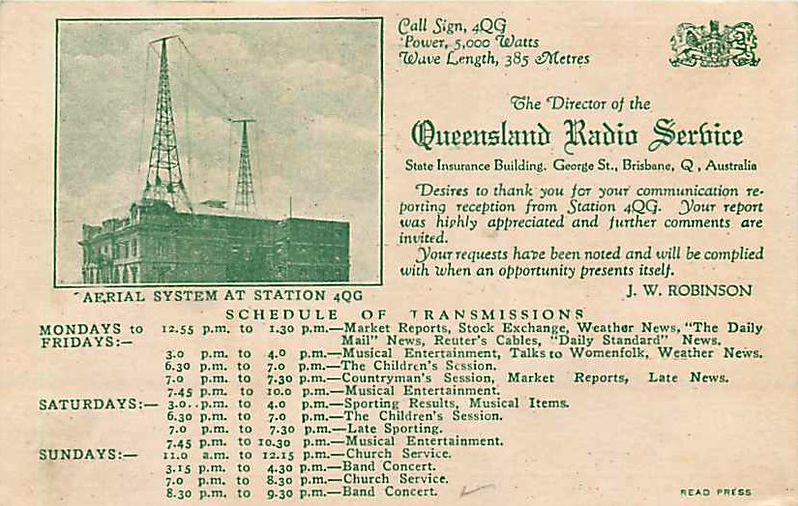 Call Sign, 4QG
Power, 5,000 Watts
Wave Length, 385 Metres
The Director of the
Queensland Radio Service
State Insurance Building. George St., Brisbane, Q, Australia
Desires to thank you for your communication re-
porting reception from Station 4QG. Your report
was highly appreciated and further comments are
invited.
Your requests have been noted and will be complied
with when an opportunity presents itself.
J. W. ROBINSON
AERIAL SYSTEM AT STATION 4QG
SCHEDULE OF TRANSMISSIONS
MONDAYS to 12.55 p.m. to 1.30 p.m.—Market Reports, Stock Exchange, Weather News, "The Daily
FRIDAYS:— Mail" News, Reuter's Cables, "Daily Standard" News.
3.0 p.m. to 4.0 p.m.—Musical Entertainment, Talks to Womenfolk, Weather News.
6.30 p.m. to 7.0 p.m.—The Children's Session.
7.0 p.m. to 7.30 p.m.—Countryman's Session, Market Reports, Late News.
7.45 p.m. to 10.0 p.m.—Musical Entertainment.
SATURDAYS:— 3.0..p.m. to 4.0 p.m.—Sporting Results, Musical Items.
6.30 p.m. to 7.0 p.m.—The Children's Session.
7.0 p.m. to 7.30 p.m.—Late Sporting.
7.45 p.m. to 10.30 p.m.—Musical Entertainment.
SUNDAYS:— 11.0 a.m. to 12.15 p.m.—Church Service.
3.15 p.m. to 4.30 p.m.—Band Concert.
7.0 p.m. to 8.30 p.m.—Church Service.
8.30 p.m. to 9.30 p.m.—Band Concert.
READ PRESS